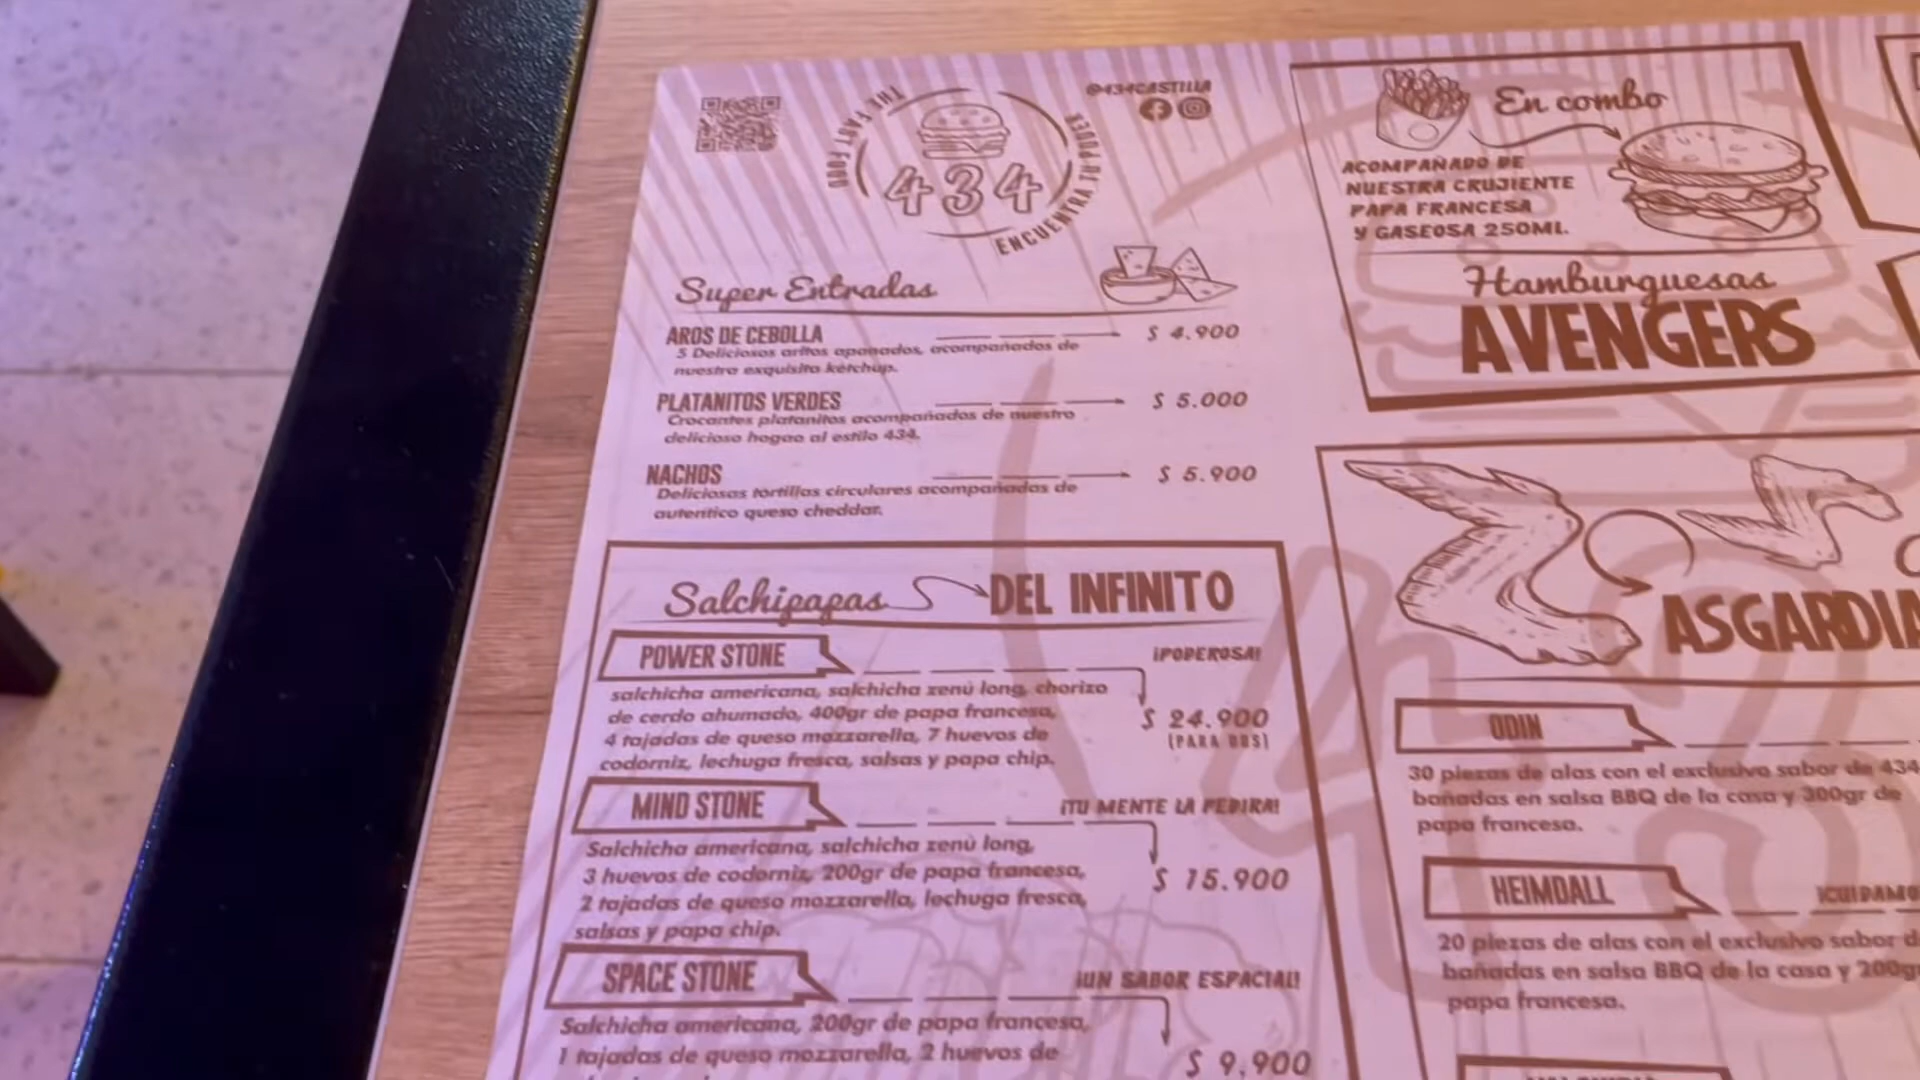 THE FAST FOOD
ENCUENTRA TU PODER
434
@434CASTILLA
Super Entradas
AROS DE CEBOLLA $ 4.900
5 Deliciosos aritos apanados, acompañados de
nuestra exquisita kétchup.
PLATANITOS VERDES $ 5.000
Crocantes platanitos acompañados de nuestro
delicioso hogao al estilo 434.
NACHOS $ 5.900
Deliciosas tortillas circulares acompañadas de
autentico queso cheddar.
Salchipapas DEL INFINITO
POWER STONE ¡PODEROSA!
salchicha americana, salchicha zenú long, chorizo
de cerdo ahumado, 400gr de papa francesa,
4 tajadas de queso mozzarella, 7 huevos de
codorniz, lechuga fresca, salsas y papa chip.
$ 24.900
(PARA DOS)
MIND STONE ¡TU MENTE LA PEDIRA!
Salchicha americana, salchicha zenú long,
3 huevos de codorniz, 200gr de papa francesa,
2 tajadas de queso mozzarella, lechuga fresca,
salsas y papa chip.
$ 15.900
SPACE STONE ¡UN SABOR ESPACIAL!
Salchicha americana, 200gr de papa francesa,
1 tajadas de queso mozzarella, 2 huevos de
$ 9.900
En combo
ACOMPAÑADO DE
NUESTRA CRUJIENTE
PAPA FRANCESA
Y GASEOSA 250ML.
Hamburguesas
AVENGERS
ASGARDIA
ODIN
30 piezas de alas con el exclusivo sabor de 434
bañadas en salsa BBQ de la casa y 300gr de
papa francesa.
HEIMDALL ¡CUIDAMO
20 piezas de alas con el exclusivo sabor d
bañadas en salsa BBQ de la casa y 200gr
papa francesa.